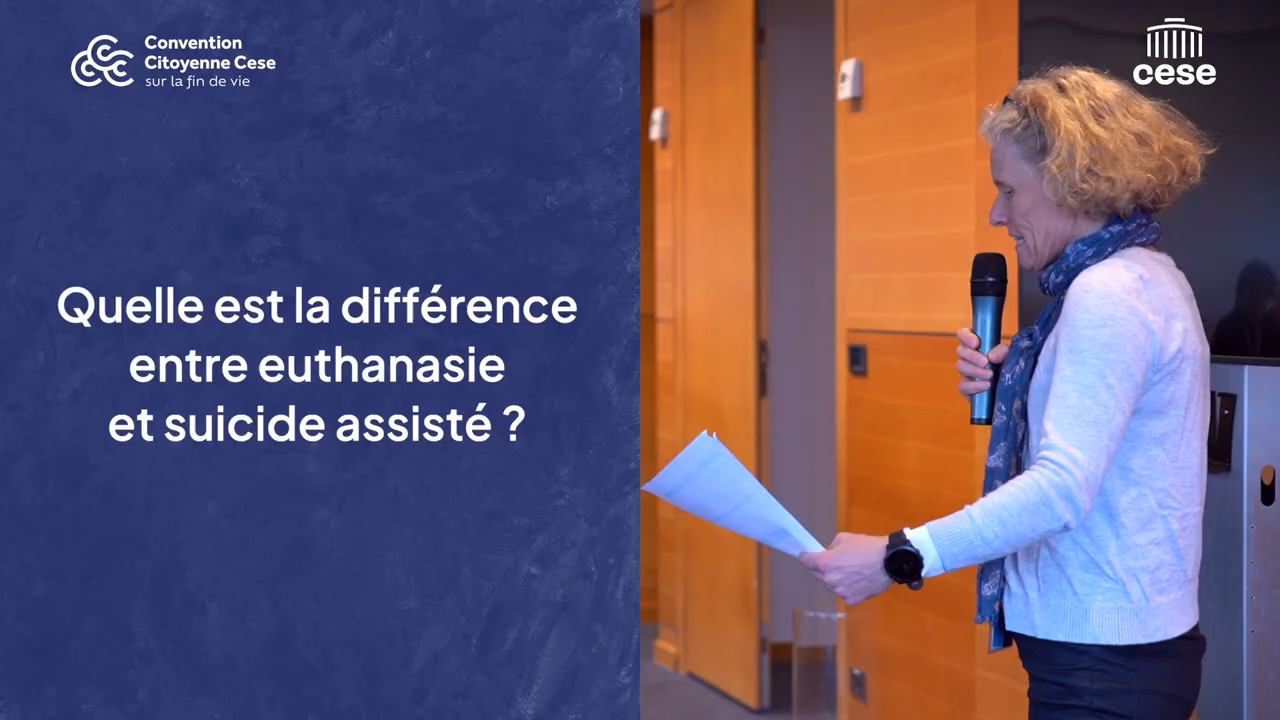 Convention
Citoyenne Cese
sur la fin de vie
cese
Quelle est la différence
entre euthanasie
et suicide assisté ?